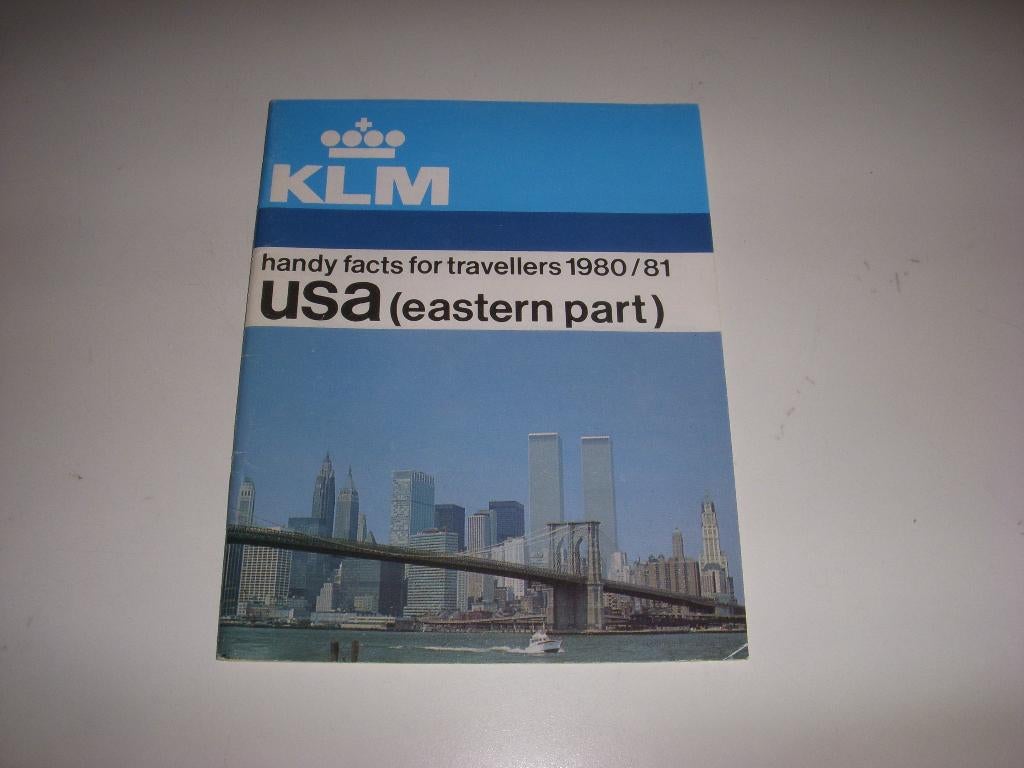 KLM
handy facts for travellers 1980/81
usa (eastern part)